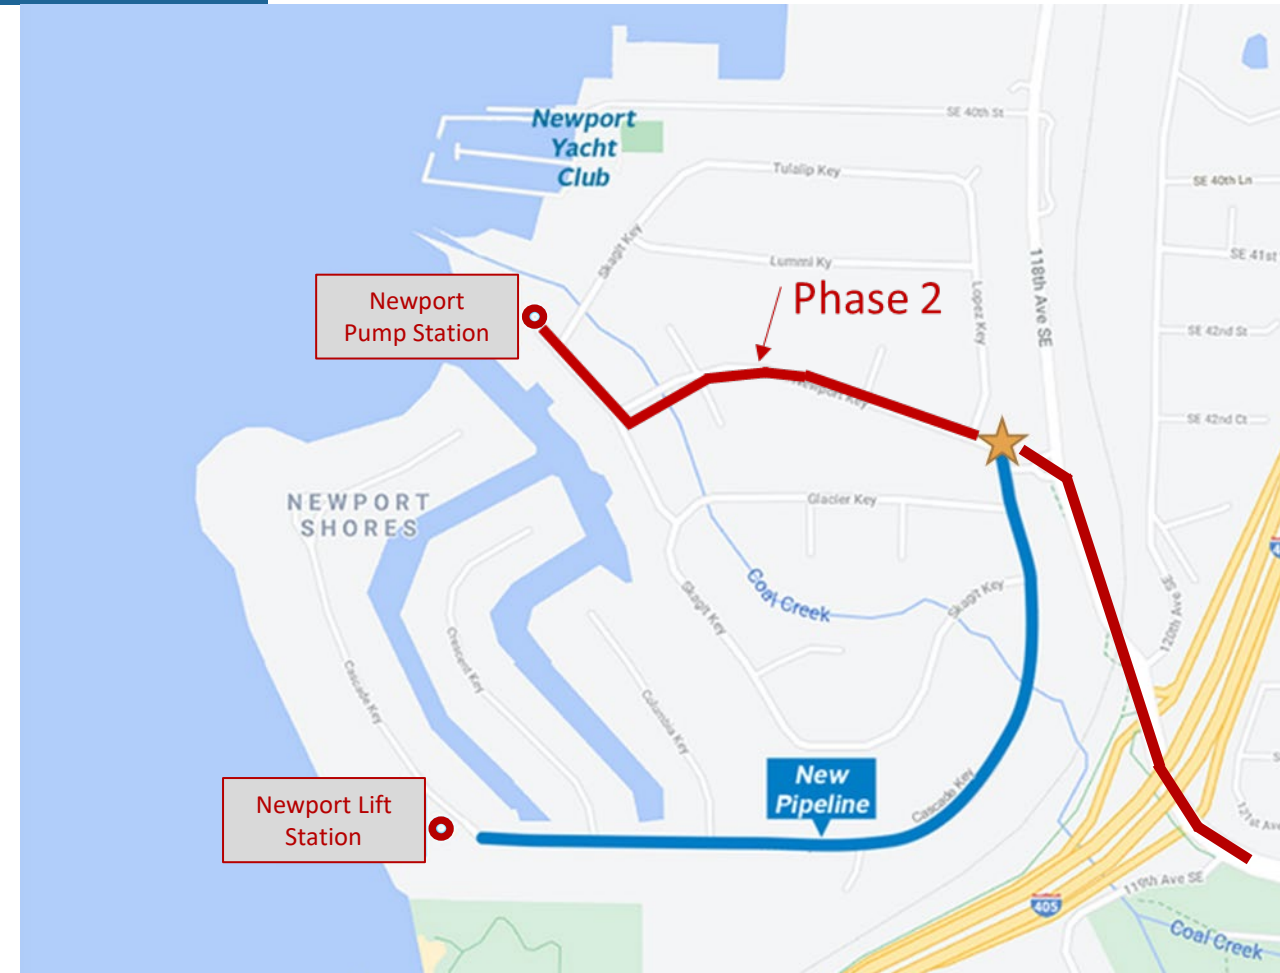 Newport
Yacht
Club
SE 40th St
Tulalip Key
SE 40th Ln
Skagit Key
Lummi Ky
118th Ave SE
SE 41st
Newport
Pump Station
Phase 2
Lopez Key
SE 42nd St
Newport Key
SE 42nd Ct
NEWPORT
SHORES
Glacier Key
Coal Creek
Skagit Key
Skagit Key
120th Ave SE
Crescent Key
Cascade Key
Columbia Key
New
Pipeline
Cascade Key
Newport Lift
Station
121st Ave
119th Ave SE
405
Coal Creek